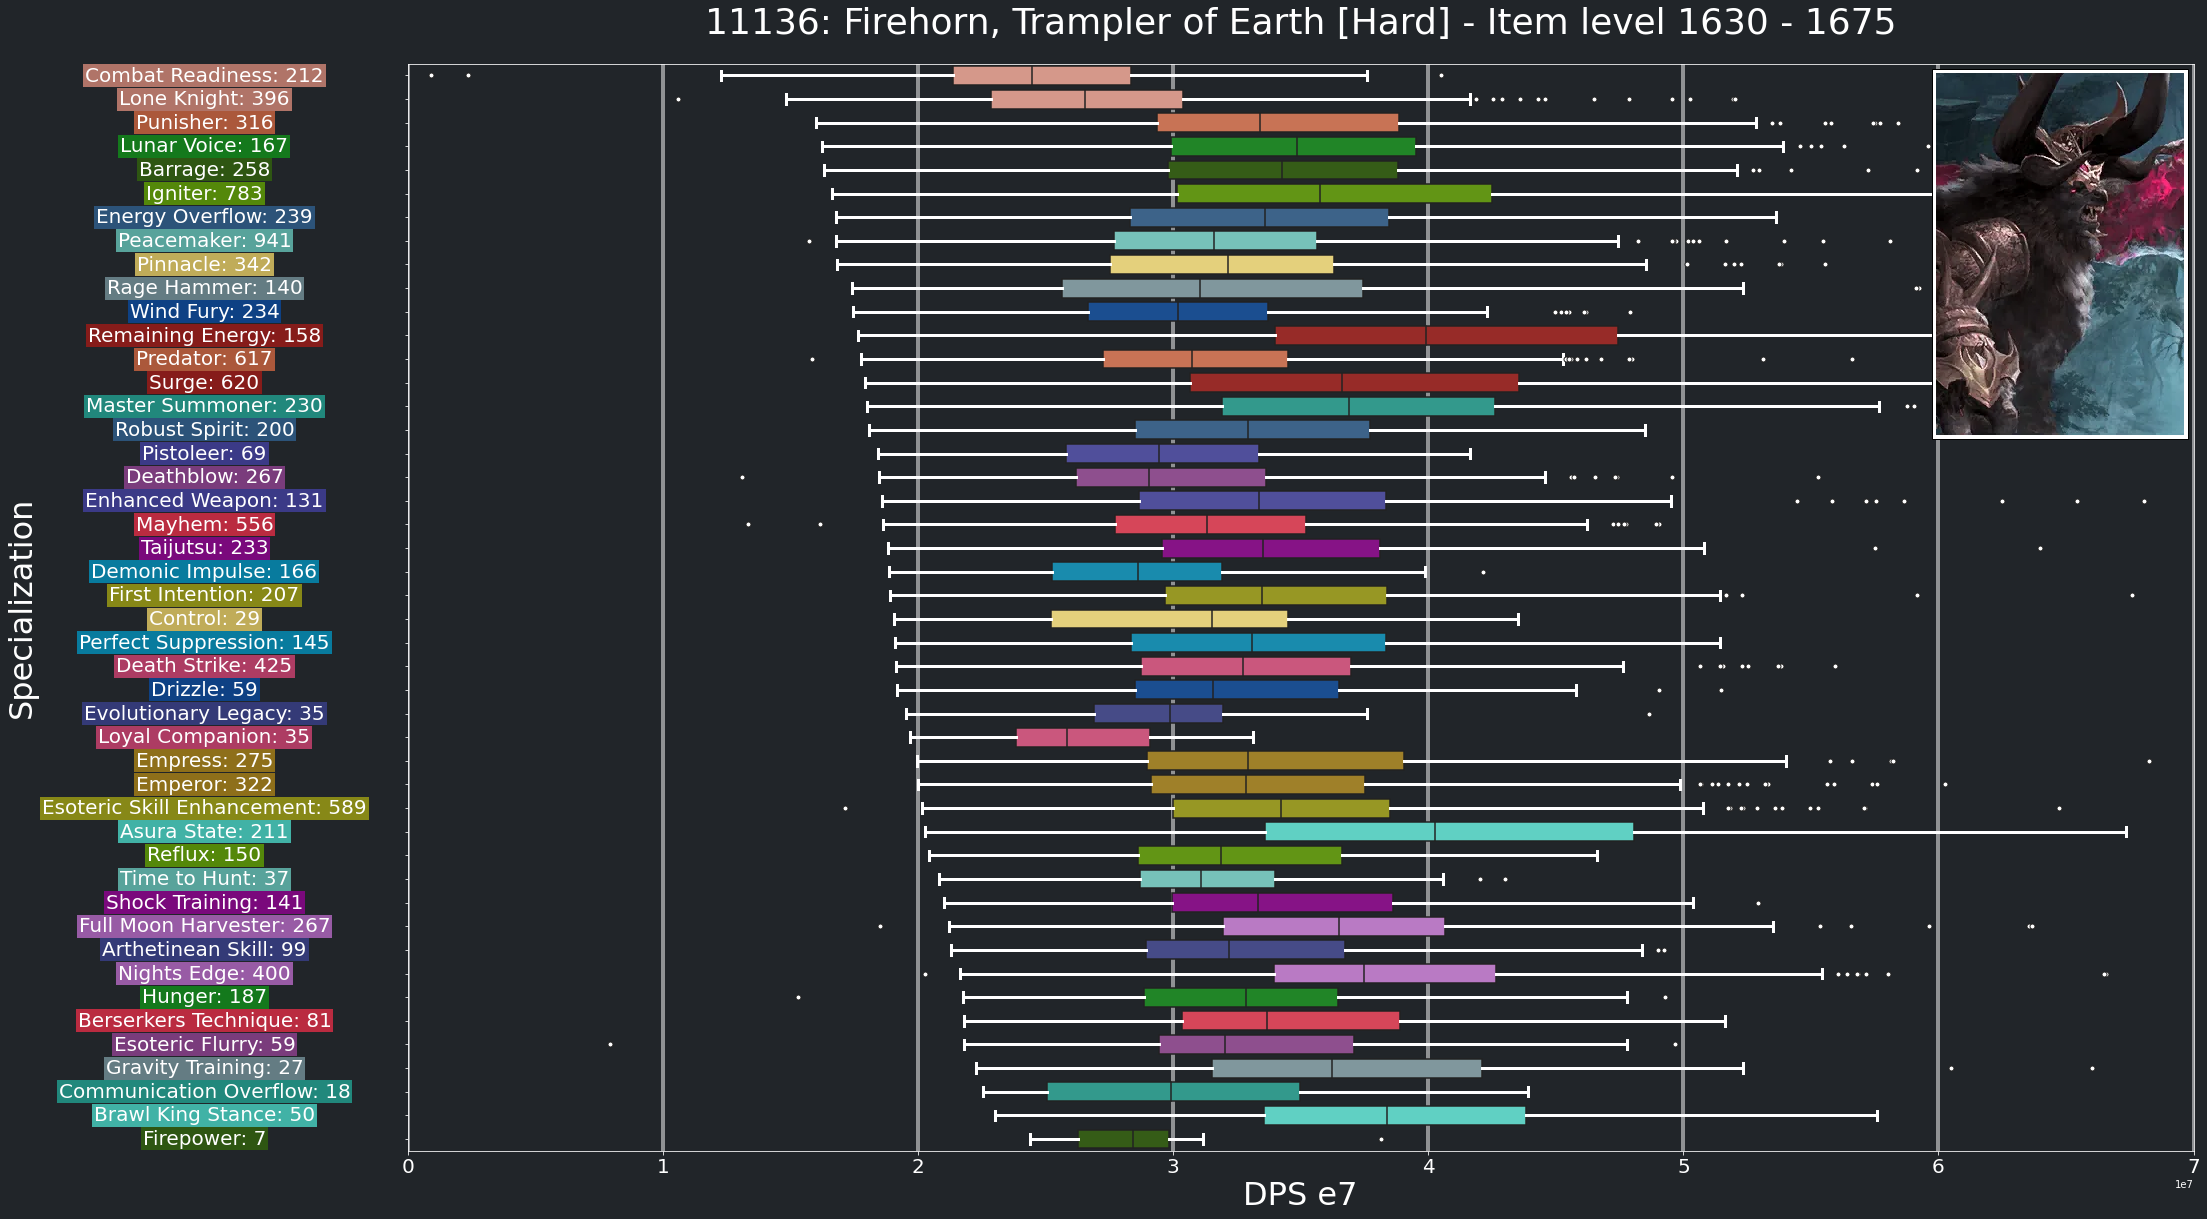 11136: Firehorn, Trampler of Earth [Hard] - Item level 1630 - 1675
Specialization
Combat Readiness: 212
Lone Knight: 396
Punisher: 316
Lunar Voice: 167
Barrage: 258
Igniter: 783
Energy Overflow: 239
Peacemaker: 941
Pinnacle: 342
Rage Hammer: 140
Wind Fury: 234
Remaining Energy: 158
Predator: 617
Surge: 620
Master Summoner: 230
Robust Spirit: 200
Pistoleer: 69
Deathblow: 267
Enhanced Weapon: 131
Mayhem: 556
Taijutsu: 233
Demonic Impulse: 166
First Intention: 207
Control: 29
Perfect Suppression: 145
Death Strike: 425
Drizzle: 59
Evolutionary Legacy: 35
Loyal Companion: 35
Empress: 275
Emperor: 322
Esoteric Skill Enhancement: 589
Asura State: 211
Reflux: 150
Time to Hunt: 37
Shock Training: 141
Full Moon Harvester: 267
Arthetinean Skill: 99
Nights Edge: 400
Hunger: 187
Berserkers Technique: 81
Esoteric Flurry: 59
Gravity Training: 27
Communication Overflow: 18
Brawl King Stance: 50
Firepower: 7
0 1 2 3 4 5 6 7
1e7
DPS e7